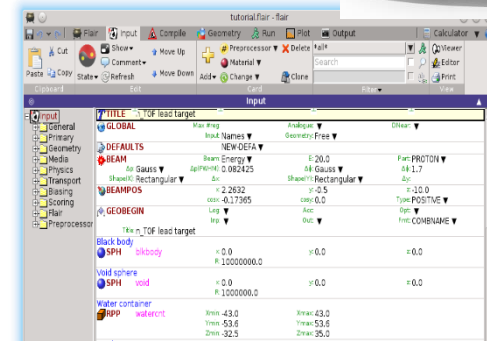 tutorial.flair - flair
Flair Input Compile Geometry Run Plot Output Calculator
Paste Cut Copy State Show Comment Refresh Move Up Move Down Add Preprocessor Material Change Delete Clone *all* Search Viewer Editor Print
Clipboard Edit Card Filter View
Input
Input
General
Primary
Geometry
Media
Physics
Transport
Biasing
Scoring
Flair
Preprocessor
TITLE n_TOF lead target
GLOBAL Max #reg: Analogue: DNear:
Input: Names Geometry: Free
DEFAULTS NEW-DEFA
BEAM Beam: Energy E: 20.0 Part: PROTON
Δp: Gauss Δp(FWHM): 0.082425 Δϕ: Gauss Δϕ: 1.7
Shape(X): Rectangular Δx: Shape(Y): Rectangular Δy:
BEAMPOS x: 2.2632 y: -0.5 z: -10.0
cosx: -0.17365 cosy: 0.0 Type: POSITIVE
GEOBEGIN Log: Acc: Opt:
Inp: Out: Fmt: COMBNAME
Title: n_TOF lead target
Black body
SPH blkbody x: 0.0 y: 0.0 z: 0.0
R: 10000000.0
Void sphere
SPH void x: 0.0 y: 0.0 z: 0.0
R: 1000000.0
Water container
RPP watercnt Xmin: -43.0 Xmax: 43.0
Ymin: -53.6 Ymax: 53.6
Zmin: -32.5 Zmax: 35.0